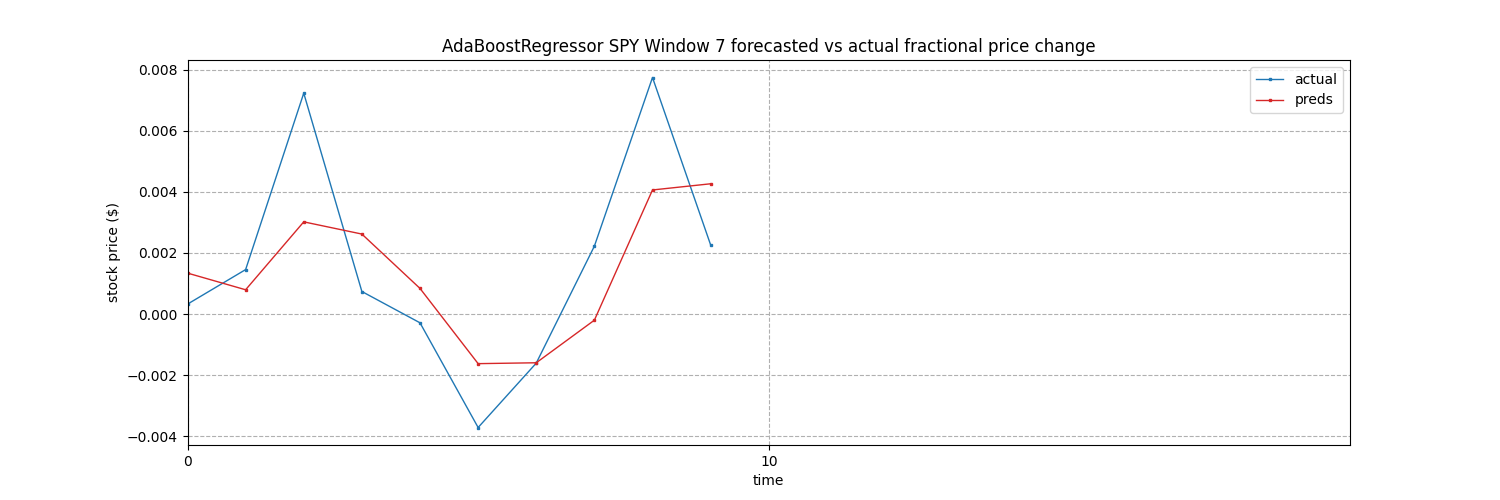 AdaBoostRegressor SPY Window 7 forecasted vs actual fractional price change
actual
preds
stock price ($)
0.008
0.006
0.004
0.002
0.000
−0.002
−0.004
0
10
time